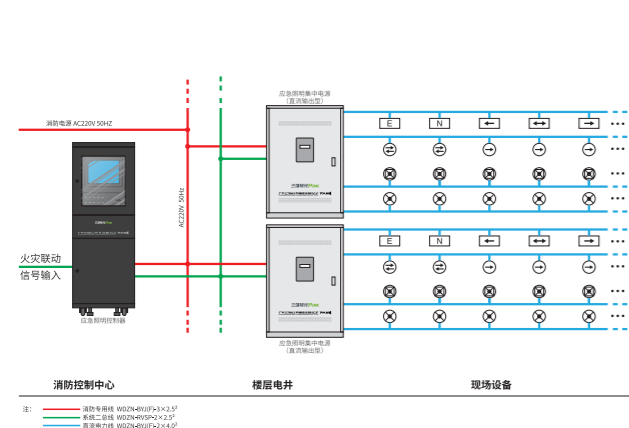 应急照明集中电源
(直流输出型)
消防电源 AC220V 50HZ
E
N
AC220V 50Hz
火灾联动
信号输入
E
N
应急照明控制器
应急照明集中电源
(直流输出型)
消防控制中心
楼层电井
现场设备
注:
消防专用线 WDZN-BYJ(F)-3×2.5²
系统二总线 WDZN-RVSP-2×2.5²
直流电力线 WDZN-BYJ(F)-2×4.0²